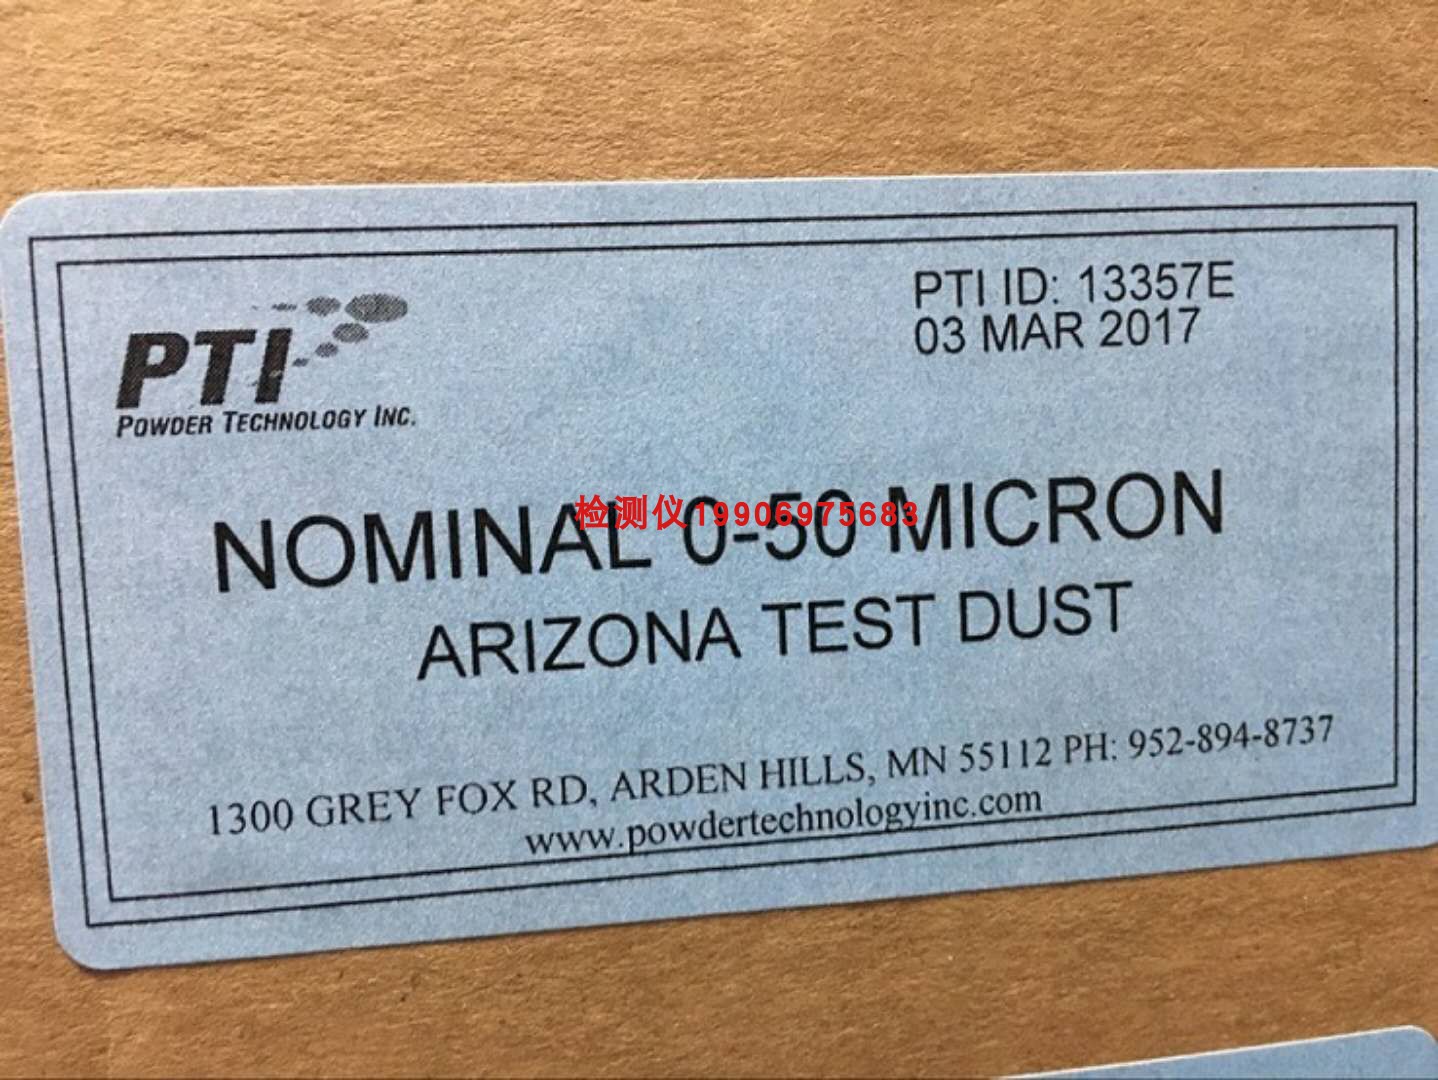 PTI
POWDER TECHNOLOGY INC.
PTI ID: 13357E
03 MAR 2017
NOMINAL 0-50 MICRON
检测仪19906975683
ARIZONA TEST DUST
1300 GREY FOX RD, ARDEN HILLS, MN 55112 PH: 952-894-8737
www.powdertechnologyinc.com